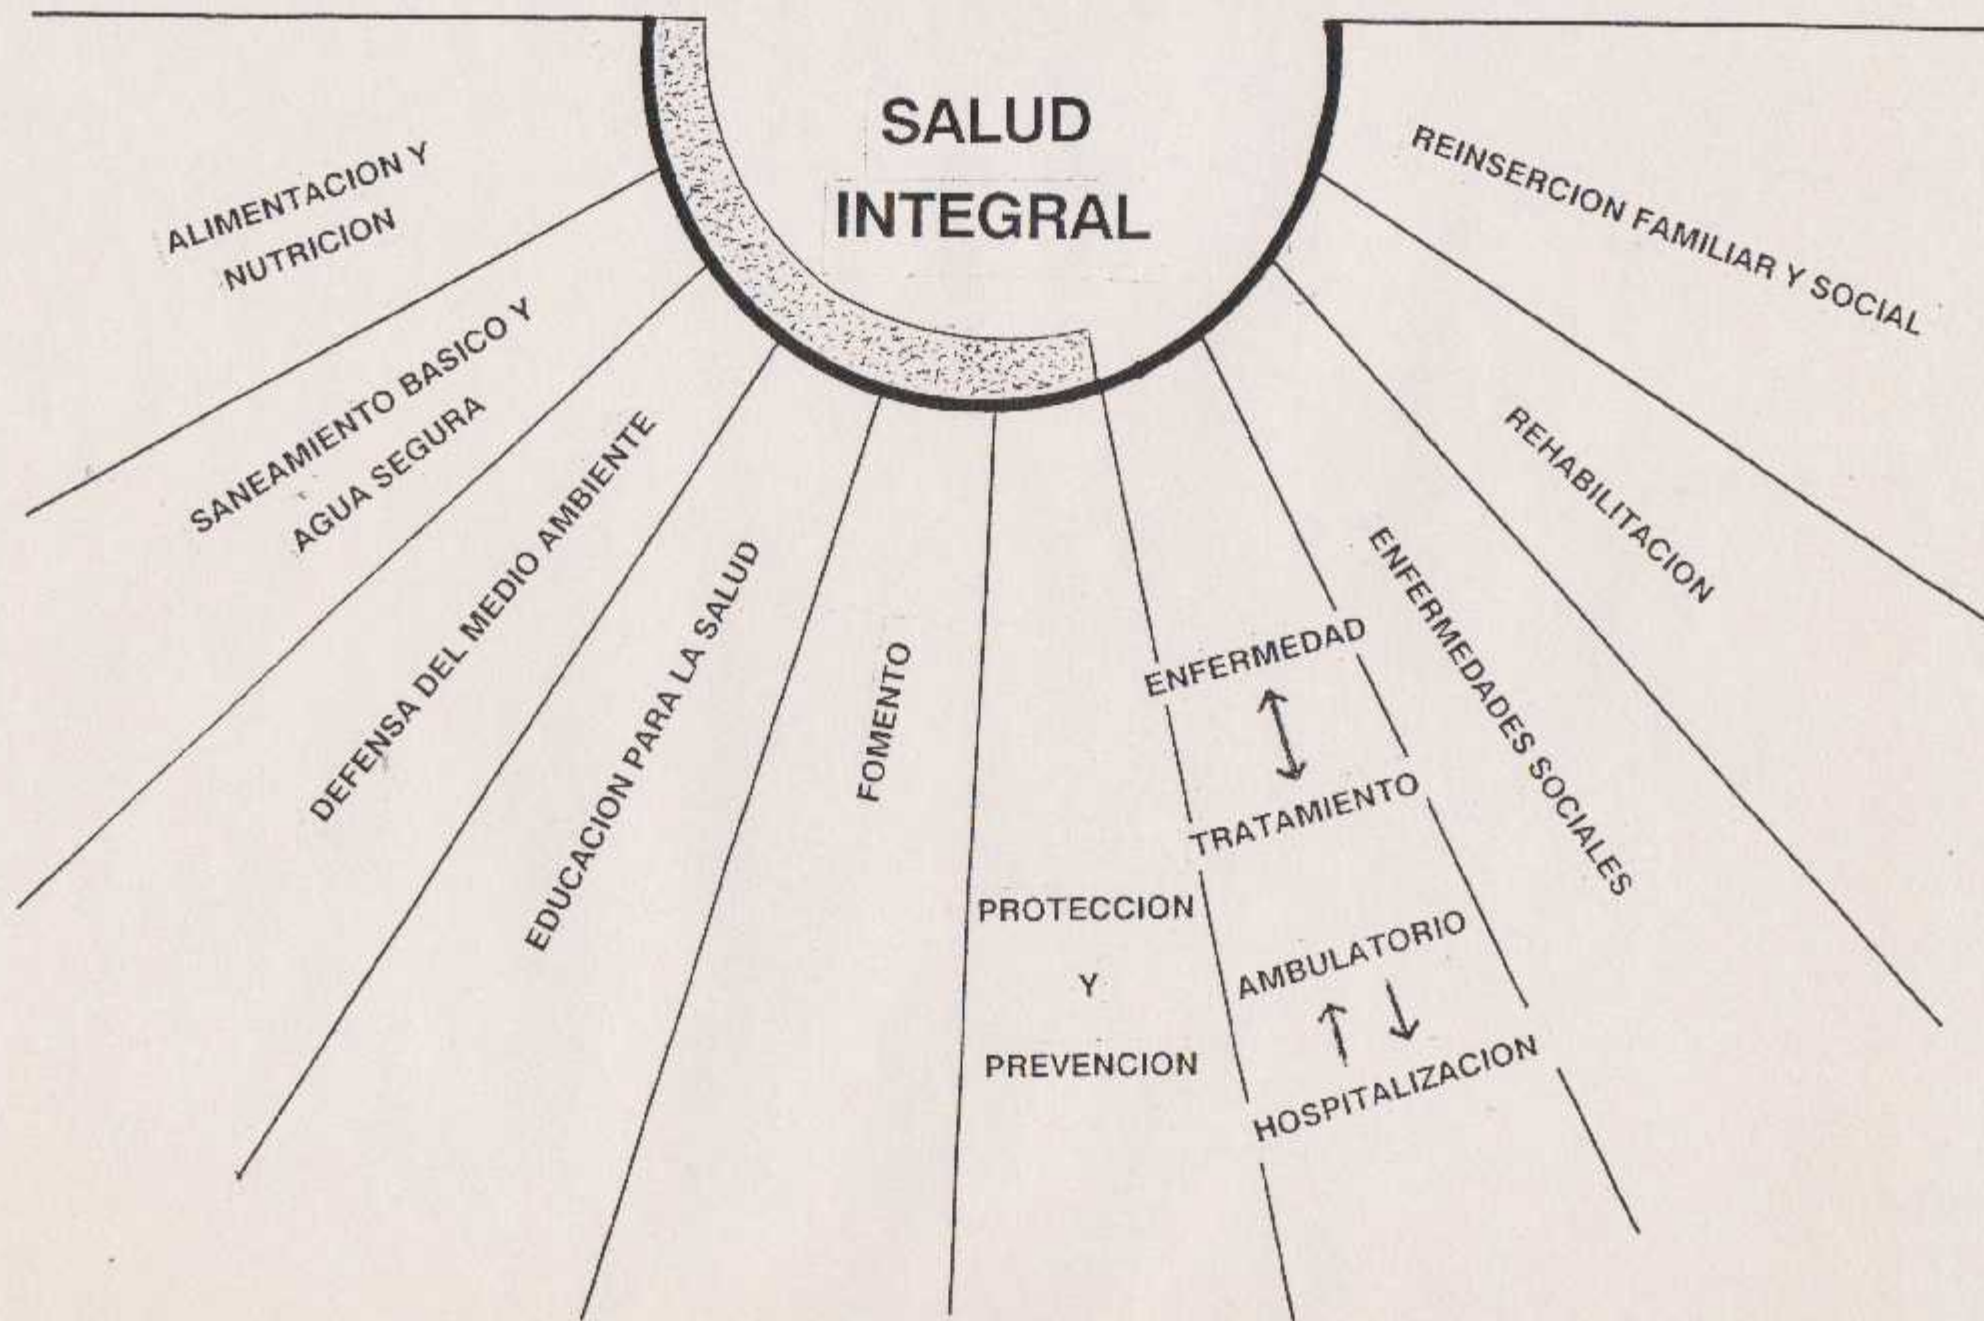 SALUD
INTEGRAL
ALIMENTACION Y
NUTRICION
SANEAMIENTO BASICO Y
AGUA SEGURA
DEFENSA DEL MEDIO AMBIENTE
EDUCACION PARA LA SALUD
FOMENTO
PROTECCION
Y
PREVENCION
ENFERMEDAD
TRATAMIENTO
AMBULATORIO
HOSPITALIZACION
ENFERMEDADES SOCIALES
REHABILITACION
REINSERCION FAMILIAR Y SOCIAL